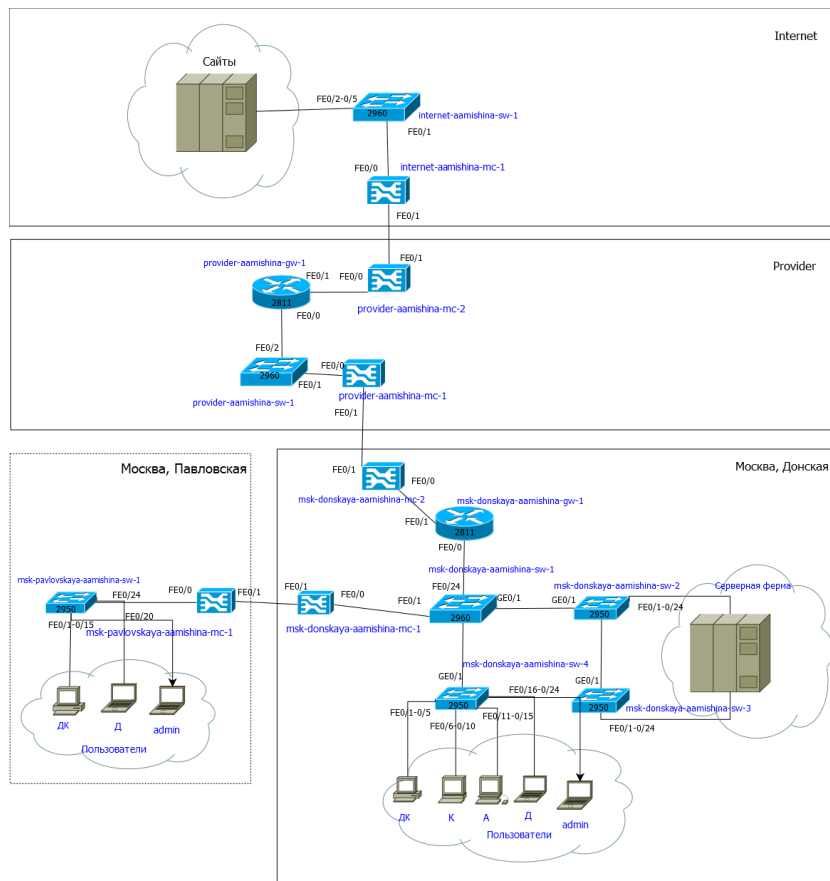 Internet
Сайты
FE0/2-0/5
2960
internet-aamishina-sw-1
FE0/1
FE0/0
internet-aamishina-mc-1
FE0/1
Provider
provider-aamishina-gw-1
FE0/1
FE0/1
FE0/0
2811
provider-aamishina-mc-2
FE0/0
FE0/2
FE0/0
2960
FE0/1
provider-aamishina-mc-1
provider-aamishina-sw-1
FE0/1
Москва, Павловская
Москва, Донская
FE0/1
FE0/0
msk-donskaya-aamishina-mc-2
msk-donskaya-aamishina-gw-1
FE0/1
2811
FE0/0
msk-donskaya-aamishina-sw-1
msk-pavlovskaya-aamishina-sw-1
FE0/24
FE0/0
FE0/1
FE0/1
FE0/0
FE0/1
FE0/24
GE0/1
msk-donskaya-aamishina-sw-2
Серверная ферма
GE0/1
FE0/1-0/24
2950
FE0/20
FE0/1-0/15
msk-pavlovskaya-aamishina-mc-1
msk-donskaya-aamishina-mc-1
2960
2950
msk-donskaya-aamishina-sw-4
GE0/1
GE0/1
FE0/16-0/24
2950
2950
msk-donskaya-aamishina-sw-3
FE0/1-0/5
FE0/11-0/15
FE0/6-0/10
FE0/1-0/24
ДК
Д
admin
Пользователи
ДК
К
А
Д
admin
Пользователи